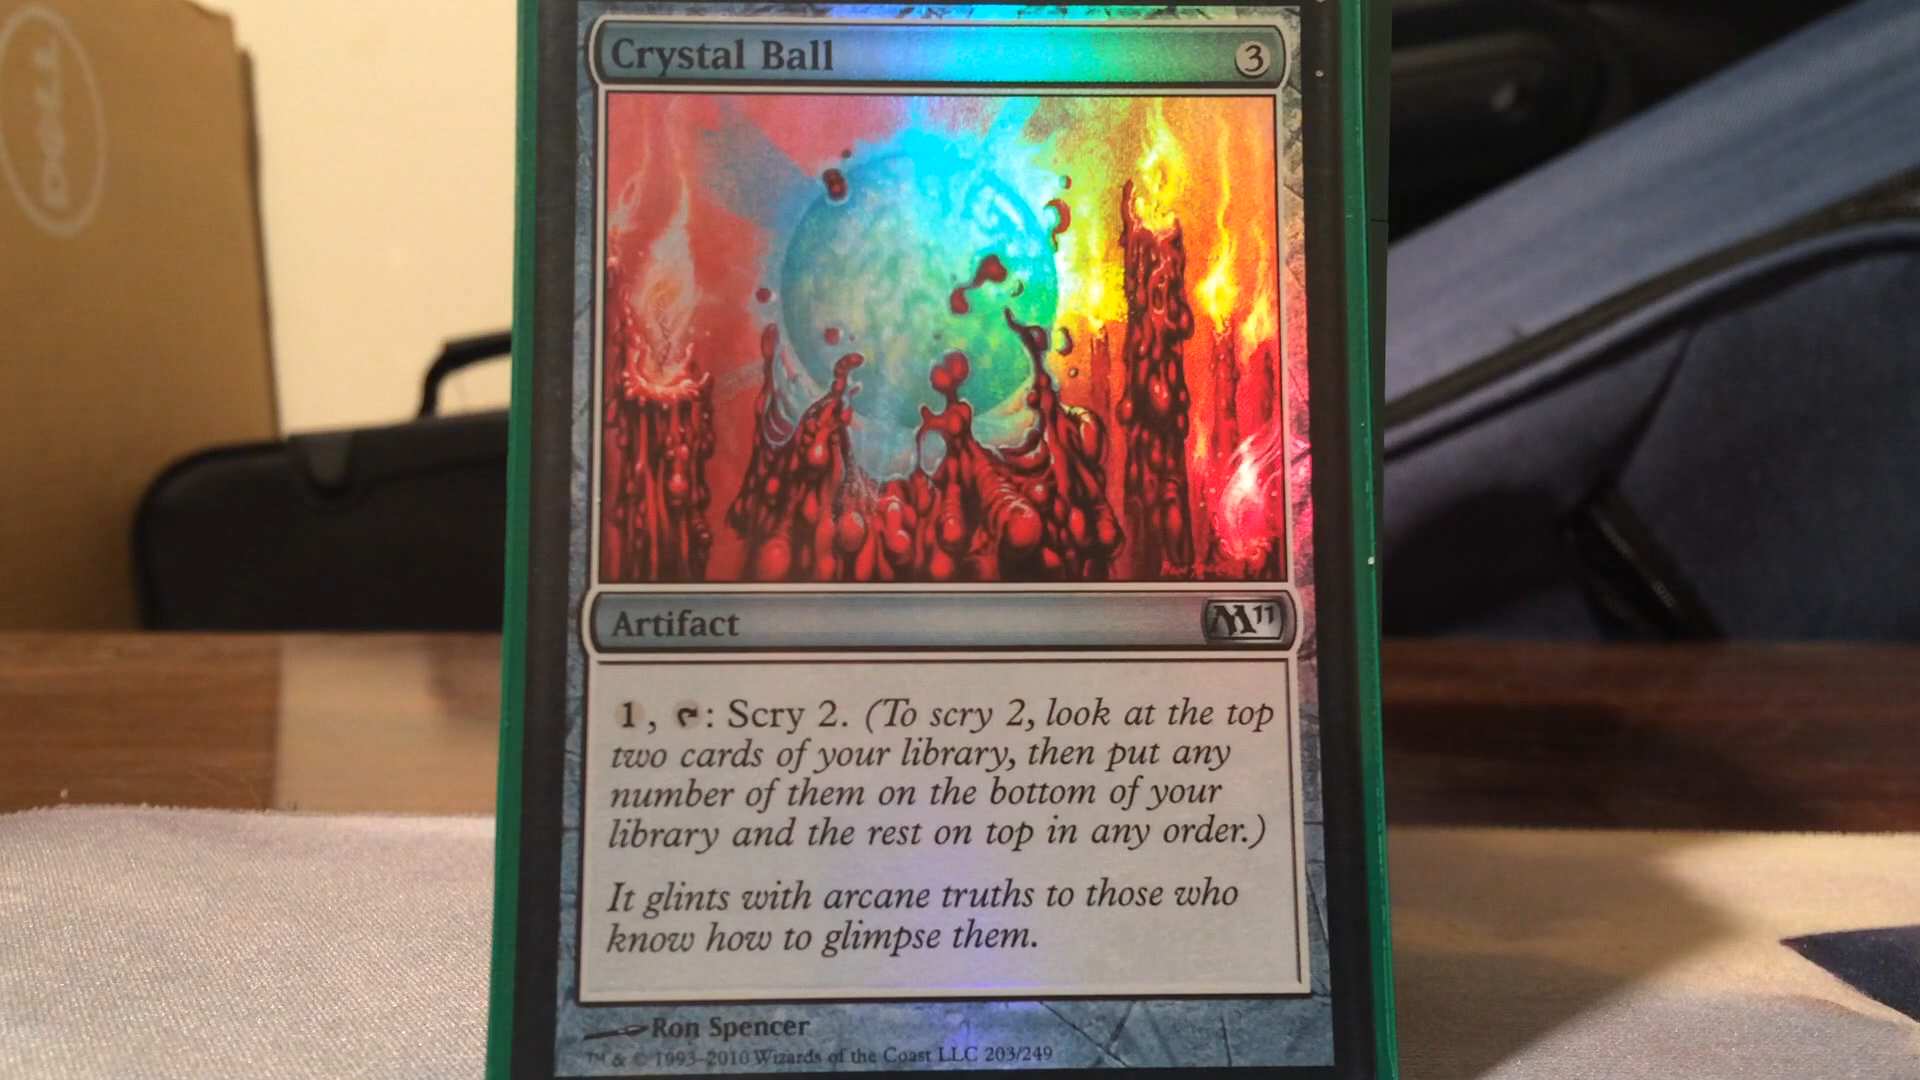 DELL
Crystal Ball 3
Artifact M11
1, : Scry 2. (To scry 2, look at the top
two cards of your library, then put any
number of them on the bottom of your
library and the rest on top in any order.)
It glints with arcane truths to those who
know how to glimpse them.
Ron Spencer
™ & © 1993–2010 Wizards of the Coast LLC 203/249